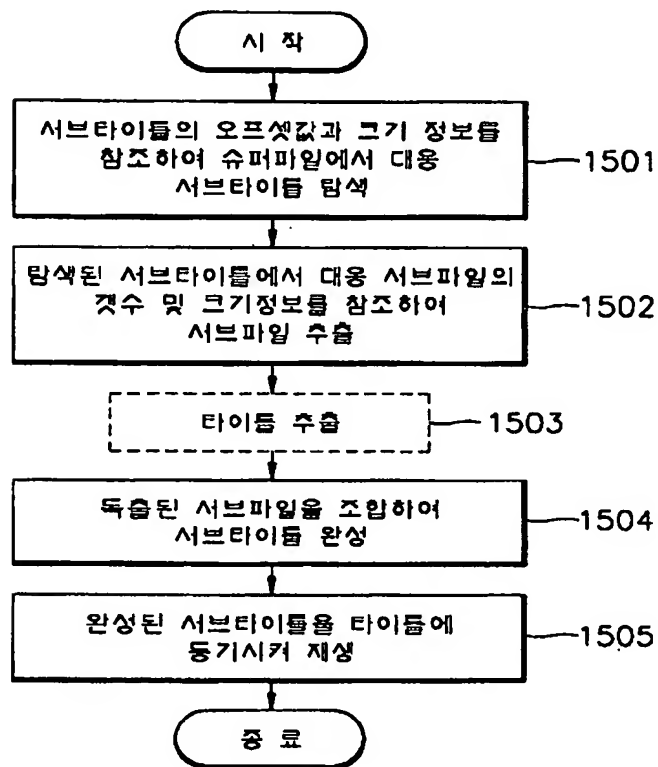 시 작
서브타이틀의 오프셋값과 크기 정보를
참조하여 슈퍼파일에서 대응
서브타이틀 탐색
1501
탐색된 서브타이틀에서 대응 서브파일의
갯수 및 크기정보를 참조하여
서브파일 추출
1502
타이틀 추출
1503
독출된 서브파일을 조합하여
서브타이틀 완성
1504
완성된 서브타이틀을 타이틀에
동기시켜 재생
1505
종 료